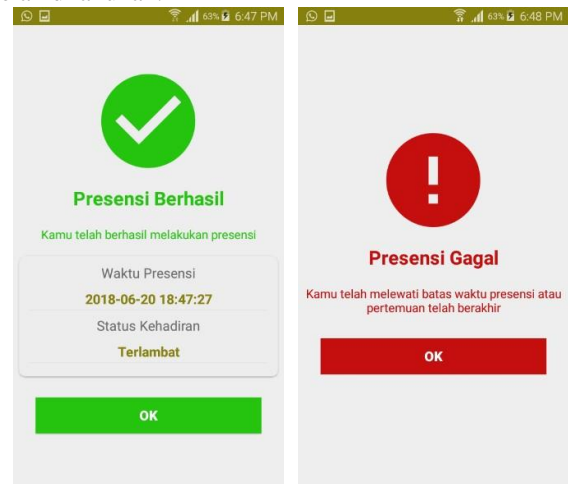 63% 6:47 PM
Presensi Berhasil
Kamu telah berhasil melakukan presensi
Waktu Presensi
2018-06-20 18:47:27
Status Kehadiran
Terlambat
OK
63% 6:48 PM
Presensi Gagal
Kamu telah melewati batas waktu presensi atau
pertemuan telah berakhir
OK